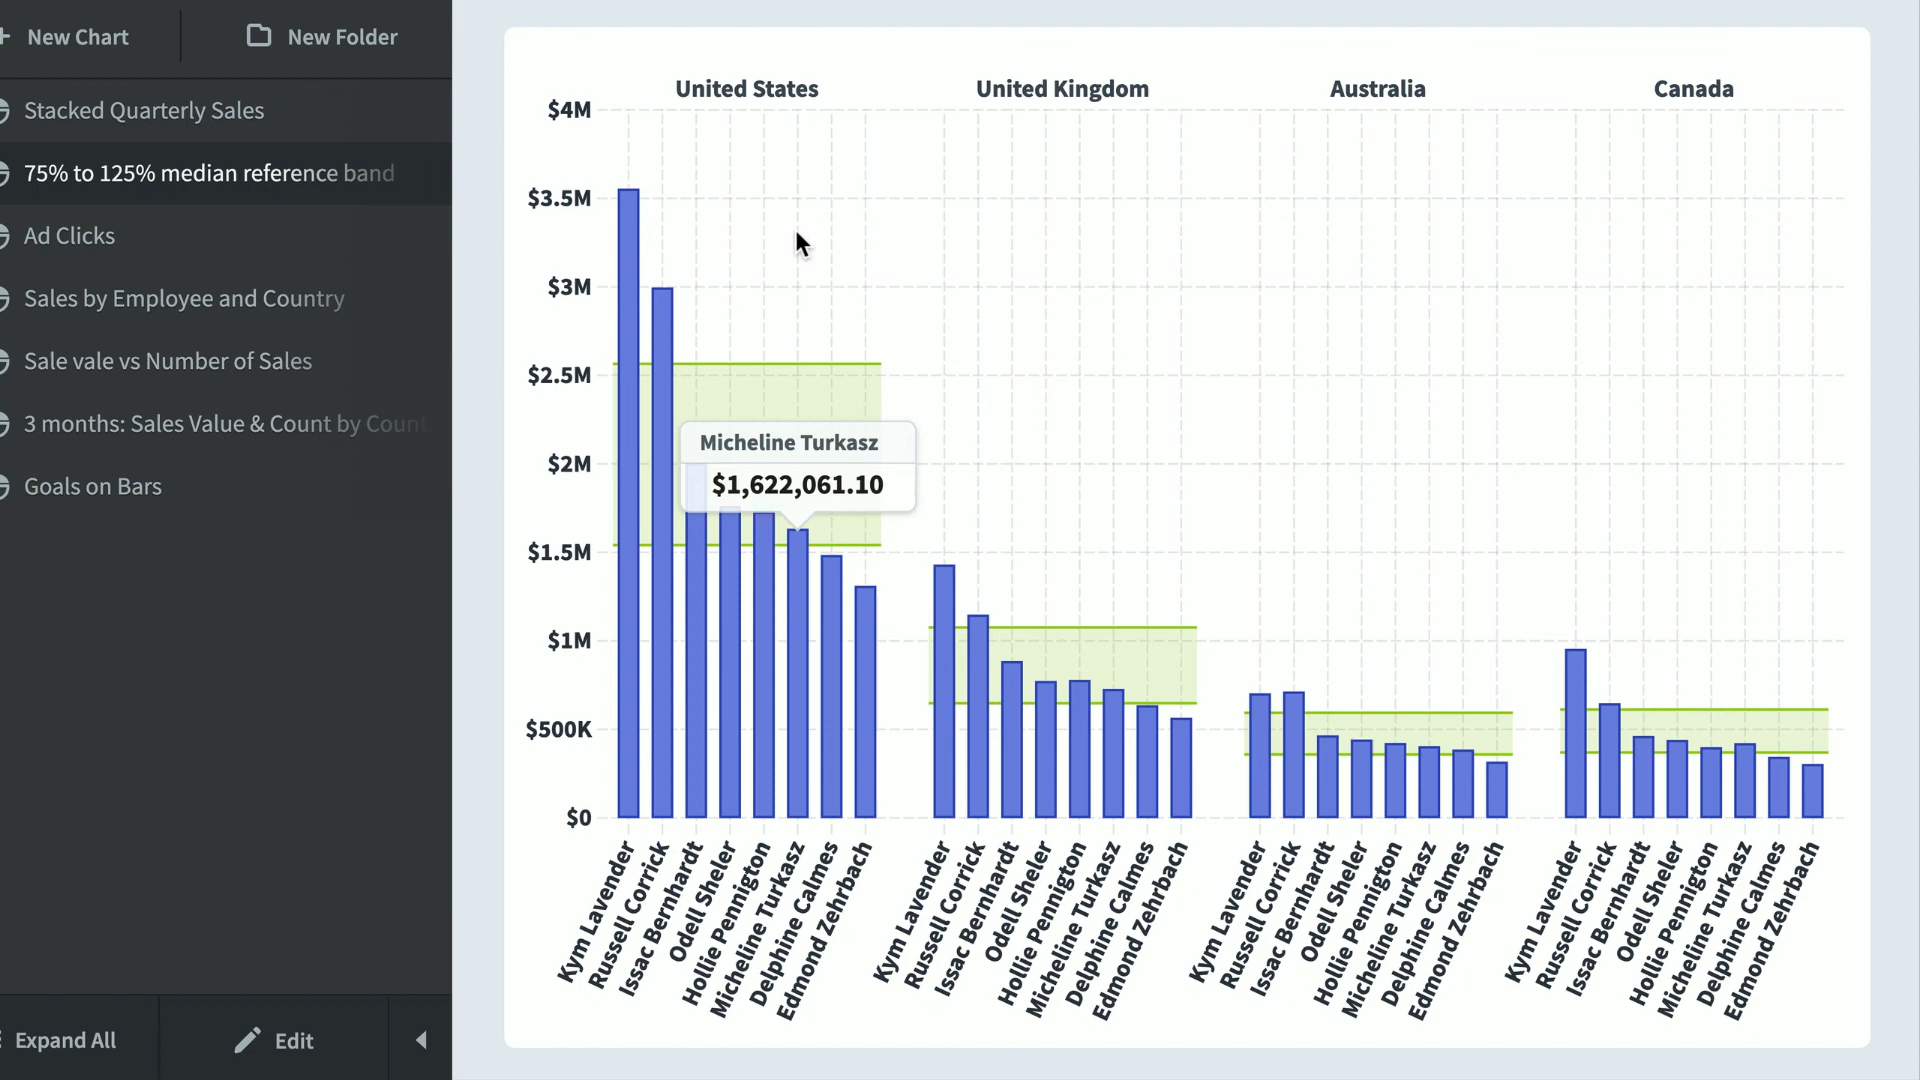 New Chart
New Folder
Stacked Quarterly Sales
75% to 125% median reference band
Ad Clicks
Sales by Employee and Country
Sale vale vs Number of Sales
3 months: Sales Value & Count by Count
Goals on Bars
Expand All
Edit
United States
United Kingdom
Australia
Canada
$4M
$3.5M
$3M
$2.5M
$2M
$1.5M
$1M
$500K
$0
Micheline Turkasz
$1,622,061.10
Kym Lavender
Russell Corrick
Issac Bernhardt
Odell Sheler
Hollie Pennigton
Micheline Turkasz
Delphine Calmes
Edmond Zehrbach
Kym Lavender
Russell Corrick
Issac Bernhardt
Odell Sheler
Hollie Pennigton
Micheline Turkasz
Delphine Calmes
Edmond Zehrbach
Kym Lavender
Russell Corrick
Issac Bernhardt
Odell Sheler
Hollie Pennigton
Micheline Turkasz
Delphine Calmes
Edmond Zehrbach
Kym Lavender
Russell Corrick
Issac Bernhardt
Odell Sheler
Hollie Pennigton
Micheline Turkasz
Delphine Calmes
Edmond Zehrbach